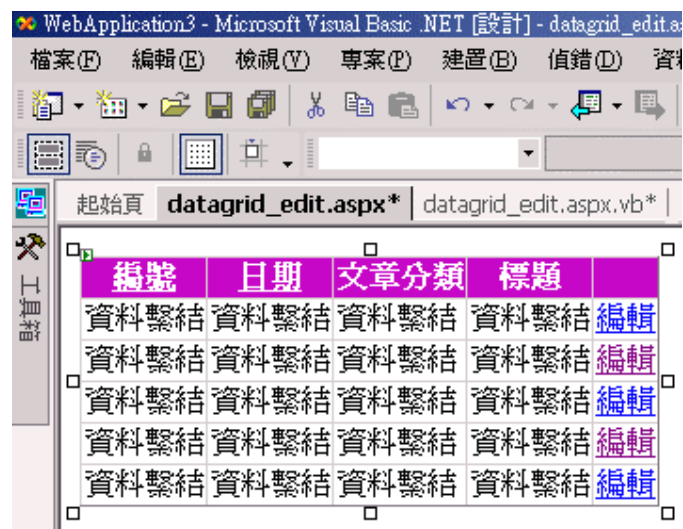 WebApplication3 - Microsoft Visual Basic .NET [設計] - datagrid_edit.as
檔案(F) 編輯(E) 檢視(V) 專案(P) 建置(B) 偵錯(D) 資料
起始頁 datagrid_edit.aspx* datagrid_edit.aspx.vb*
工具箱
編號 日期 文章分類 標題
資料繫結 資料繫結 資料繫結 資料繫結 編輯
資料繫結 資料繫結 資料繫結 資料繫結 編輯
資料繫結 資料繫結 資料繫結 資料繫結 編輯
資料繫結 資料繫結 資料繫結 資料繫結 編輯
資料繫結 資料繫結 資料繫結 資料繫結 編輯